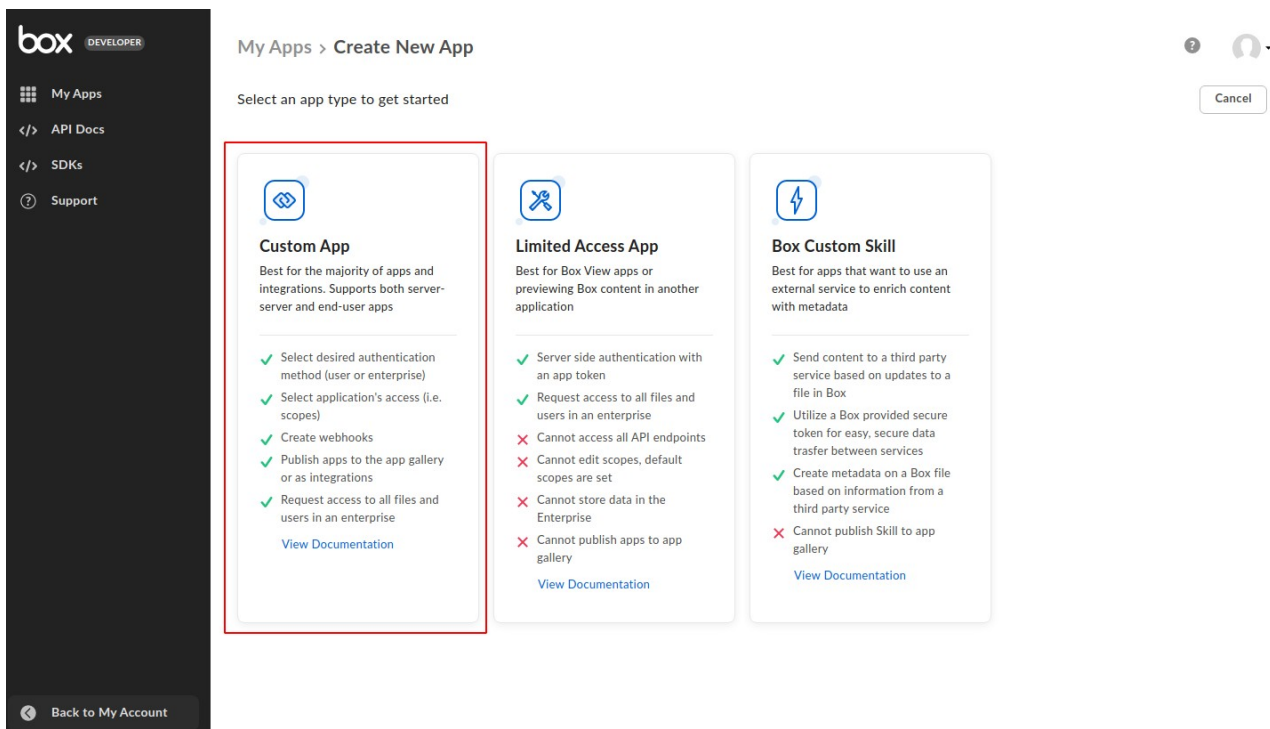 box DEVELOPER
My Apps
API Docs
SDKs
Support
Back to My Account
My Apps > Create New App
Select an app type to get started
Cancel
Custom App
Best for the majority of apps and
integrations. Supports both server-
server and end-user apps
Select desired authentication
method (user or enterprise)
Select application's access (i.e.
scopes)
Create webhooks
Publish apps to the app gallery
or as integrations
Request access to all files and
users in an enterprise
View Documentation
Limited Access App
Best for Box View apps or
previewing Box content in another
application
Server side authentication with
an app token
Request access to all files and
users in an enterprise
Cannot access all API endpoints
Cannot edit scopes, default
scopes are set
Cannot store data in the
Enterprise
Cannot publish apps to app
gallery
View Documentation
Box Custom Skill
Best for apps that want to use an
external service to enrich content
with metadata
Send content to a third party
service based on updates to a
file in Box
Utilize a Box provided secure
token for easy, secure data
trasfer between services
Create metadata on a Box file
based on information from a
third party service
Cannot publish Skill to app
gallery
View Documentation